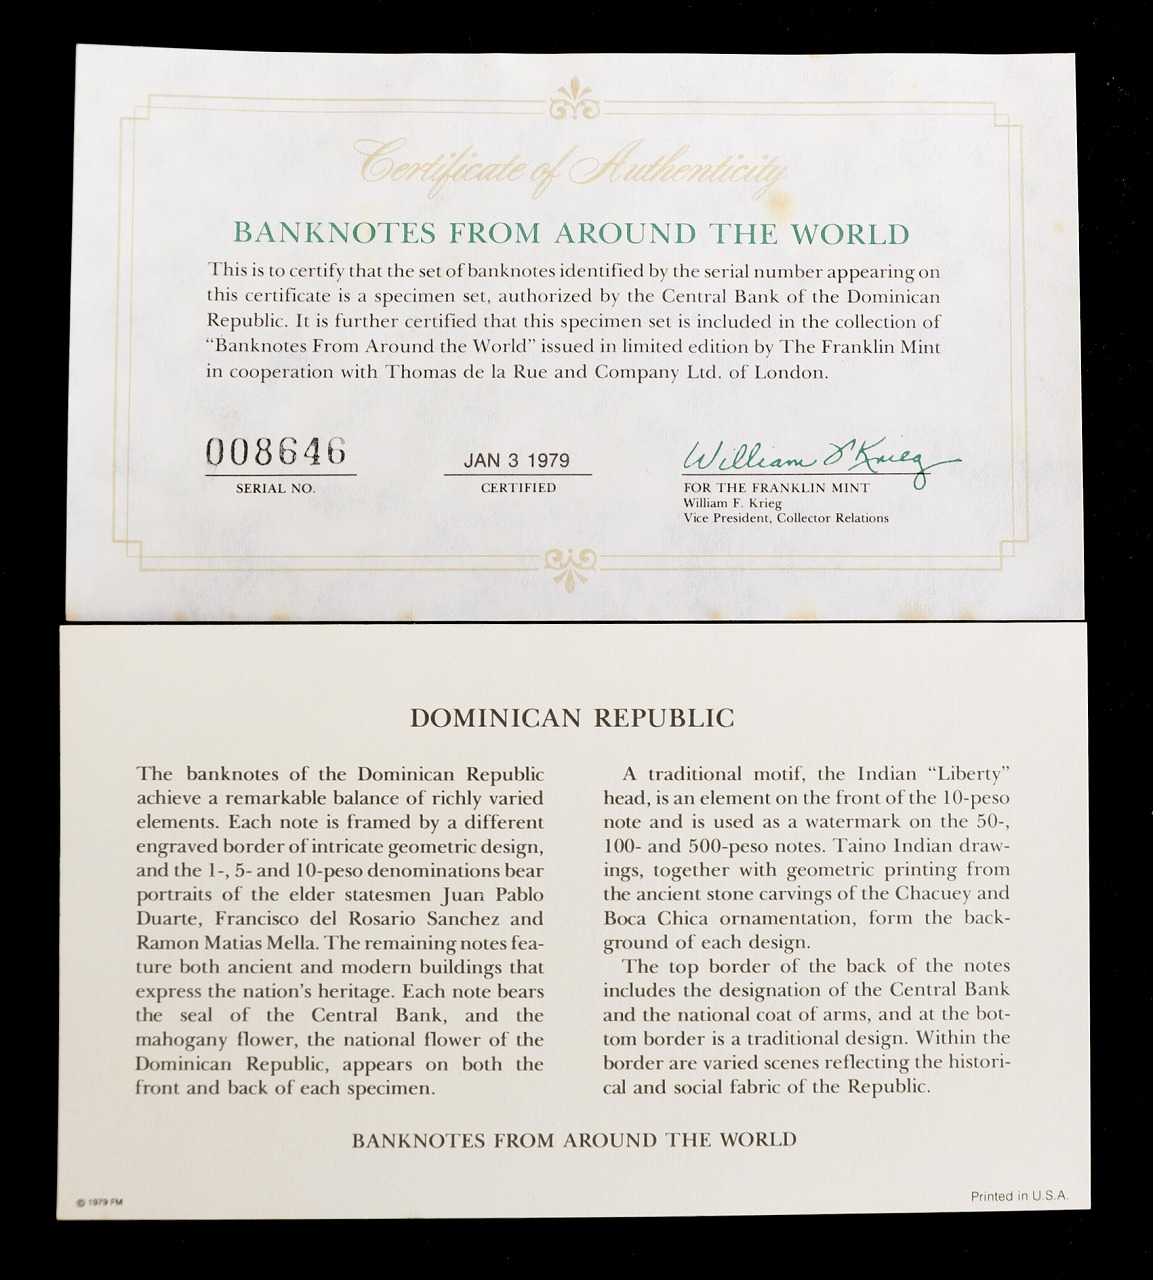 Certificate of Authenticity
BANKNOTES FROM AROUND THE WORLD
This is to certify that the set of banknotes identified by the serial number appearing on
this certificate is a specimen set, authorized by the Central Bank of the Dominican
Republic. It is further certified that this specimen set is included in the collection of
“Banknotes From Around the World” issued in limited edition by The Franklin Mint
in cooperation with Thomas de la Rue and Company Ltd. of London.
008646
SERIAL NO.
JAN 3 1979
CERTIFIED
William F Krieg
FOR THE FRANKLIN MINT
William F. Krieg
Vice President, Collector Relations
DOMINICAN REPUBLIC
The banknotes of the Dominican Republic
achieve a remarkable balance of richly varied
elements. Each note is framed by a different
engraved border of intricate geometric design,
and the 1-, 5- and 10-peso denominations bear
portraits of the elder statesmen Juan Pablo
Duarte, Francisco del Rosario Sanchez and
Ramon Matias Mella. The remaining notes fea-
ture both ancient and modern buildings that
express the nation’s heritage. Each note bears
the seal of the Central Bank, and the
mahogany flower, the national flower of the
Dominican Republic, appears on both the
front and back of each specimen.
A traditional motif, the Indian “Liberty”
head, is an element on the front of the 10-peso
note and is used as a watermark on the 50-,
100- and 500-peso notes. Taino Indian draw-
ings, together with geometric printing from
the ancient stone carvings of the Chacuey and
Boca Chica ornamentation, form the back-
ground of each design.
The top border of the back of the notes
includes the designation of the Central Bank
and the national coat of arms, and at the bot-
tom border is a traditional design. Within the
border are varied scenes reflecting the histori-
cal and social fabric of the Republic.
BANKNOTES FROM AROUND THE WORLD
© 1979 FM
Printed in U.S.A.